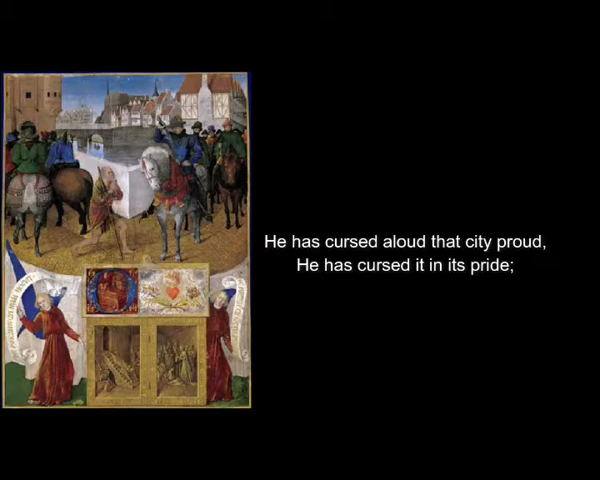 He has cursed aloud that city proud,
He has cursed it in its pride;